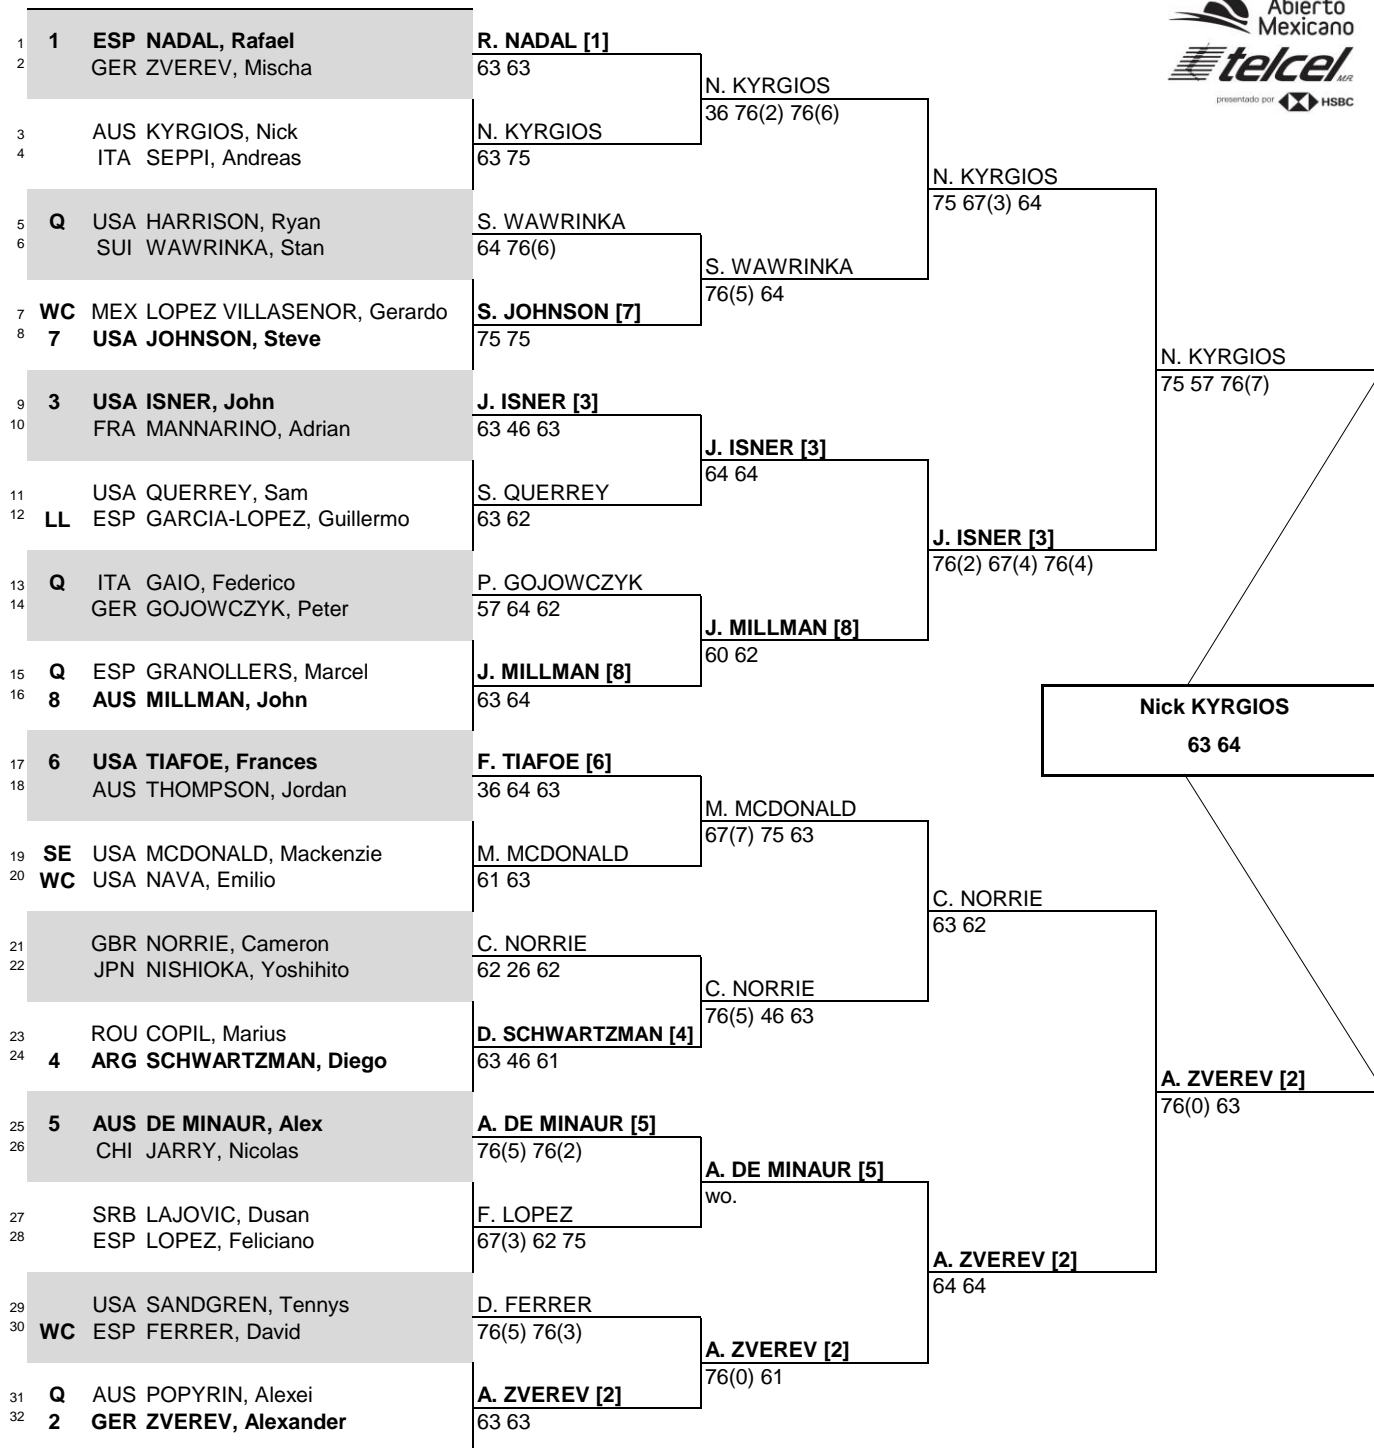 Abierto
Mexicano
telcel MR
presentado por HSBC
1 1 ESP NADAL, Rafael
2 GER ZVEREV, Mischa
3 AUS KYRGIOS, Nick
4 ITA SEPPI, Andreas
5 Q USA HARRISON, Ryan
6 SUI WAWRINKA, Stan
7 WC MEX LOPEZ VILLASENOR, Gerardo
8 7 USA JOHNSON, Steve
9 3 USA ISNER, John
10 FRA MANNARINO, Adrian
11 USA QUERREY, Sam
12 LL ESP GARCIA-LOPEZ, Guillermo
13 Q ITA GAIO, Federico
14 GER GOJOWCZYK, Peter
15 Q ESP GRANOLLERS, Marcel
16 8 AUS MILLMAN, John
17 6 USA TIAFOE, Frances
18 AUS THOMPSON, Jordan
19 SE USA MCDONALD, Mackenzie
20 WC USA NAVA, Emilio
21 GBR NORRIE, Cameron
22 JPN NISHIOKA, Yoshihito
23 ROU COPIL, Marius
24 4 ARG SCHWARTZMAN, Diego
25 5 AUS DE MINAUR, Alex
26 CHI JARRY, Nicolas
27 SRB LAJOVIC, Dusan
28 ESP LOPEZ, Feliciano
29 USA SANDGREN, Tennys
30 WC ESP FERRER, David
31 Q AUS POPYRIN, Alexei
32 2 GER ZVEREV, Alexander
R. NADAL [1]
63 63
N. KYRGIOS
63 75
S. WAWRINKA
64 76(6)
S. JOHNSON [7]
75 75
J. ISNER [3]
63 46 63
S. QUERREY
63 62
P. GOJOWCZYK
57 64 62
J. MILLMAN [8]
63 64
F. TIAFOE [6]
36 64 63
M. MCDONALD
61 63
C. NORRIE
62 26 62
D. SCHWARTZMAN [4]
63 46 61
A. DE MINAUR [5]
76(5) 76(2)
F. LOPEZ
67(3) 62 75
D. FERRER
76(5) 76(3)
A. ZVEREV [2]
63 63
N. KYRGIOS
36 76(2) 76(6)
S. WAWRINKA
76(5) 64
J. ISNER [3]
64 64
J. MILLMAN [8]
60 62
M. MCDONALD
67(7) 75 63
C. NORRIE
76(5) 46 63
A. DE MINAUR [5]
wo.
A. ZVEREV [2]
76(0) 61
N. KYRGIOS
75 67(3) 64
J. ISNER [3]
76(2) 67(4) 76(4)
C. NORRIE
63 62
A. ZVEREV [2]
64 64
N. KYRGIOS
75 57 76(7)
A. ZVEREV [2]
76(0) 63
Nick KYRGIOS
63 64